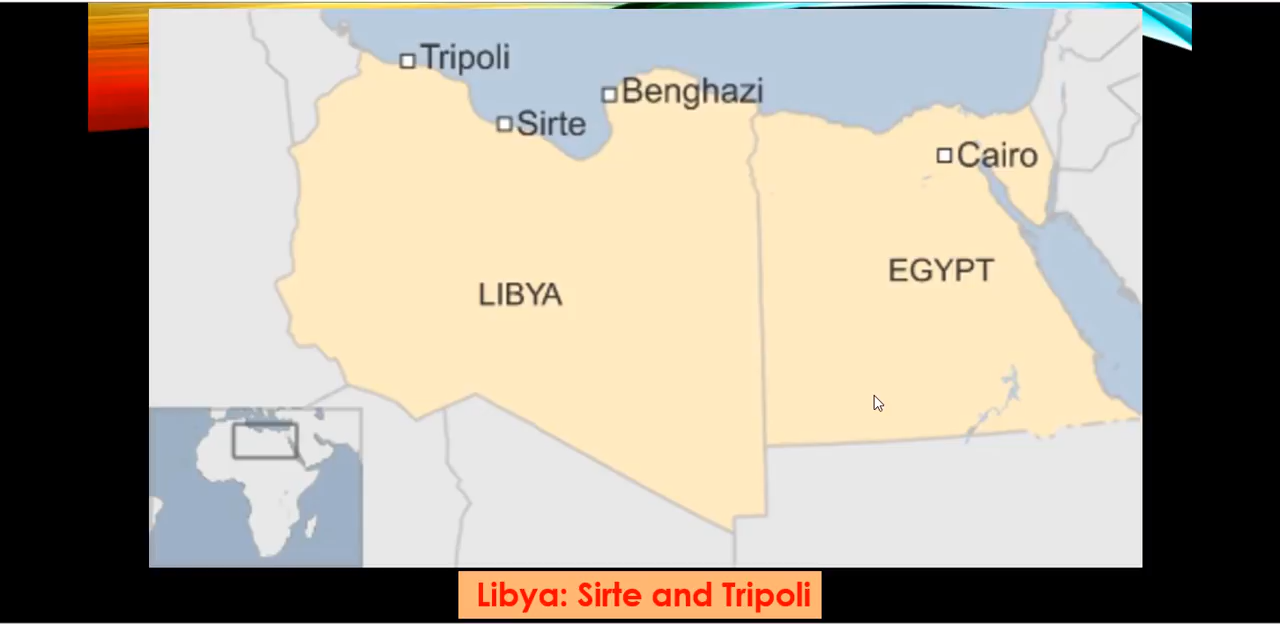 Tripoli
Benghazi
Sirte
Cairo
EGYPT
LIBYA
Libya: Sirte and Tripoli